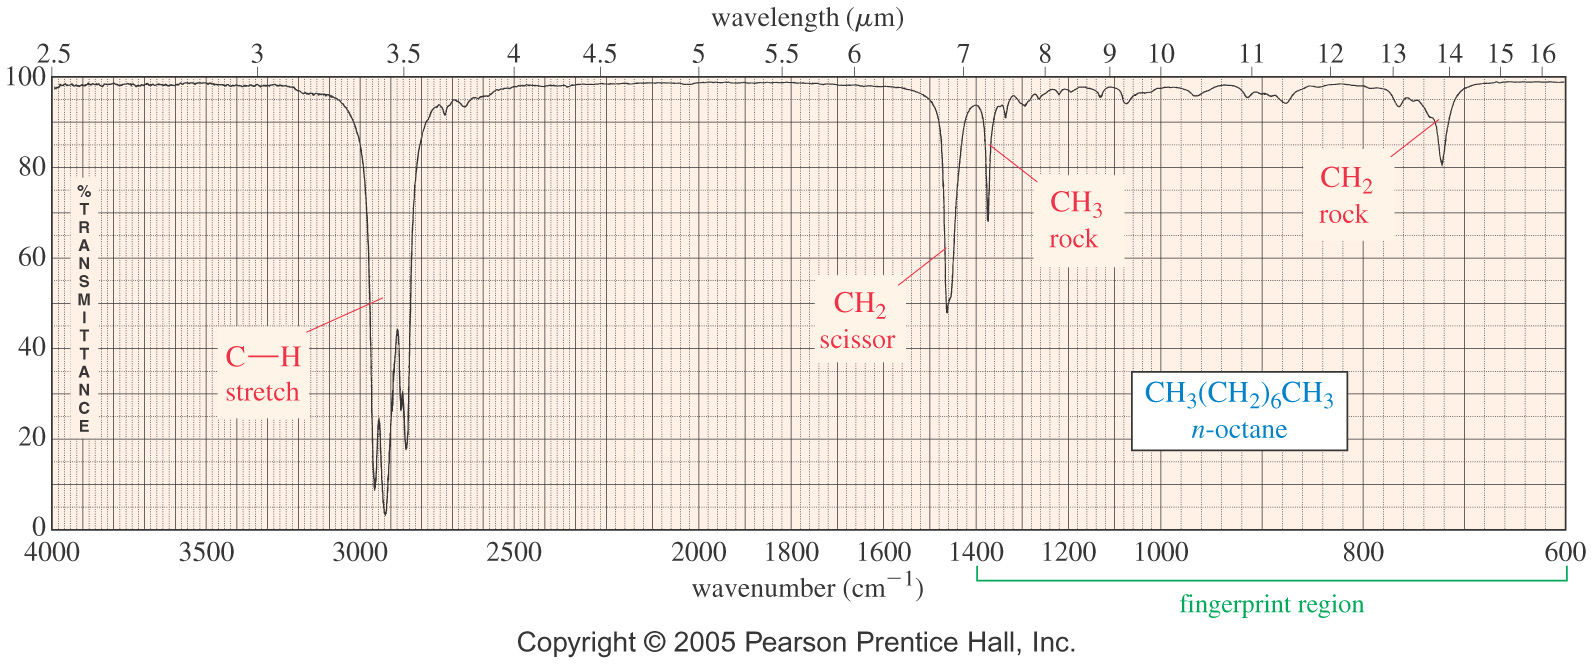 wavelength (μm)
2.5 3 3.5 4 4.5 5 5.5 6 7 8 9 10 11 12 13 14 15 16
100
80
60
40
20
0
%
T
R
A
N
S
M
I
T
T
A
N
C
E
C—H
stretch
CH₂
scissor
CH₃
rock
CH₂
rock
CH₃(CH₂)₆CH₃
n-octane
4000 3500 3000 2500 2000 1800 1600 1400 1200 1000 800 600
wavenumber (cm⁻¹)
fingerprint region
Copyright © 2005 Pearson Prentice Hall, Inc.